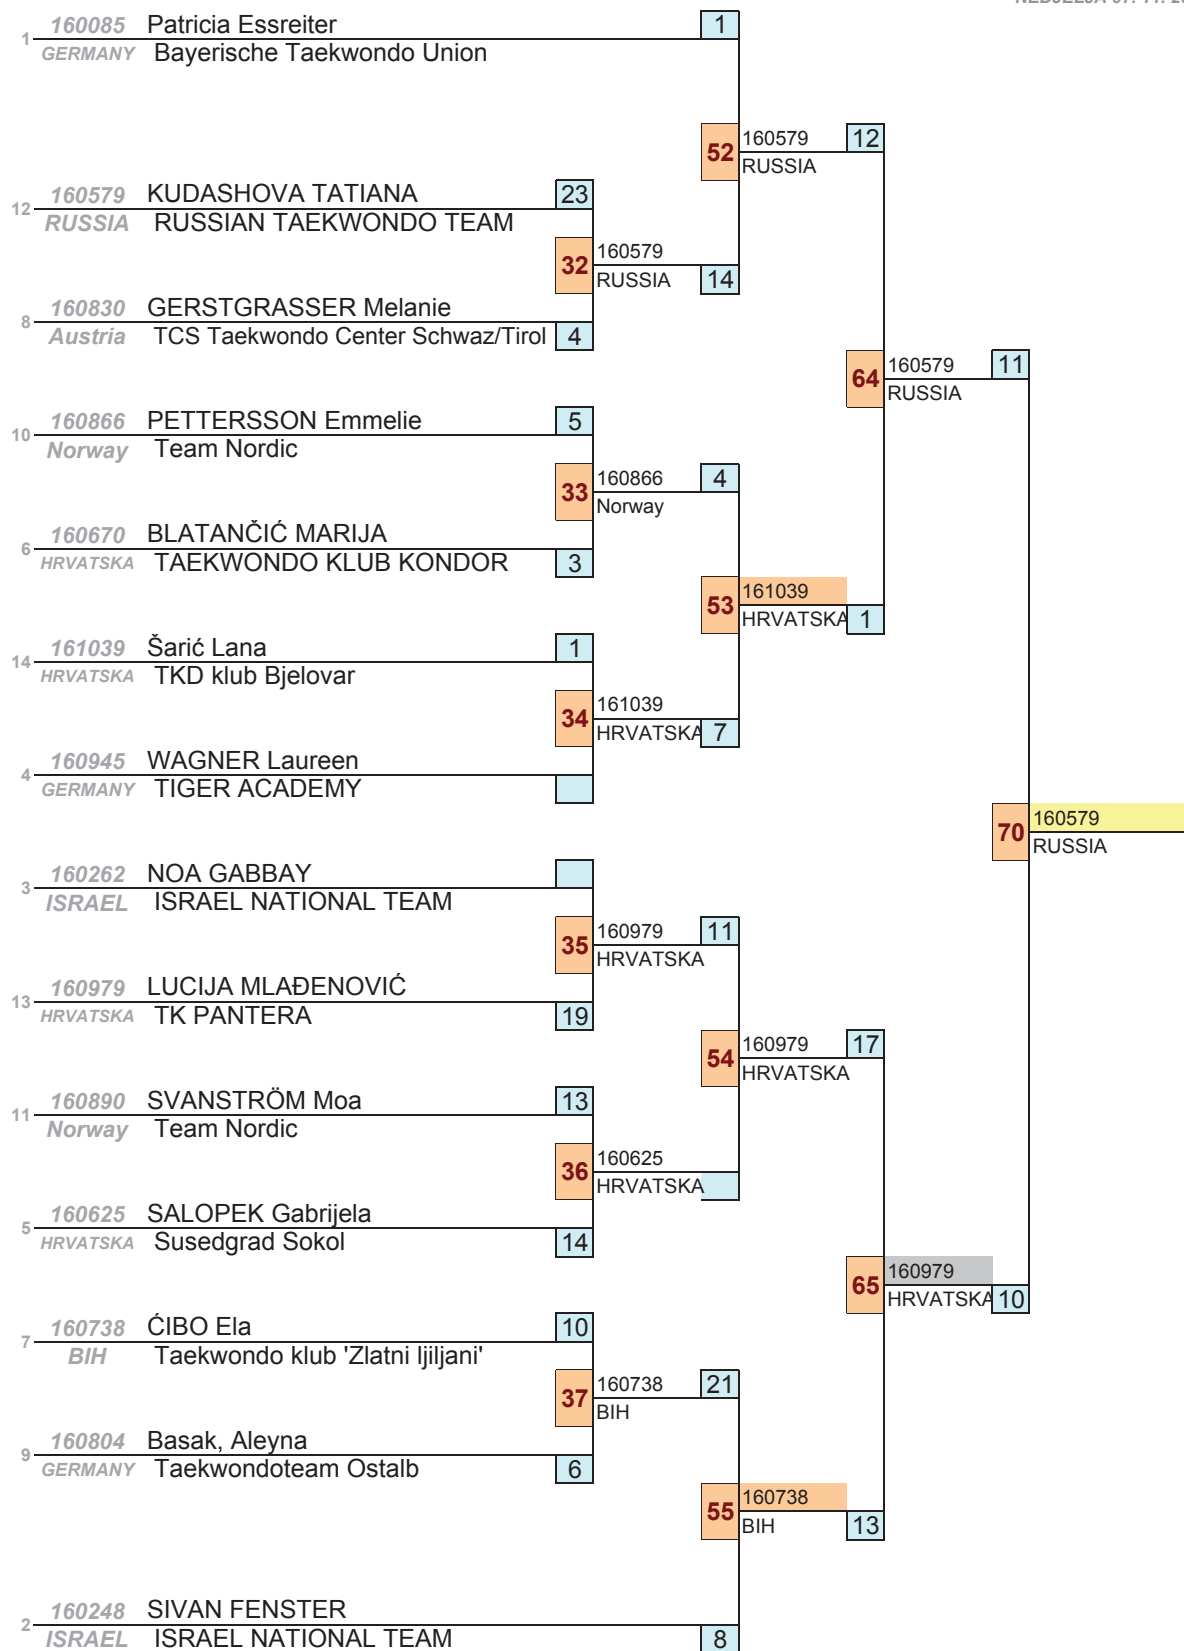 1 160085 Patricia Essreiter 1
GERMANY Bayerische Taekwondo Union
52 160579 12
RUSSIA
12 160579 KUDASHOVA TATIANA 23
RUSSIA RUSSIAN TAEKWONDO TEAM
32 160579
RUSSIA 14
8 160830 GERSTGRASSER Melanie
Austria TCS Taekwondo Center Schwaz/Tirol 4
64 160579 11
RUSSIA
10 160866 PETTERSSON Emmelie 5
Norway Team Nordic
33 160866 4
Norway
6 160670 BLATANČIĆ MARIJA
HRVATSKA TAEKWONDO KLUB KONDOR 3
53 161039
HRVATSKA 1
14 161039 Šarić Lana 1
HRVATSKA TKD klub Bjelovar
34 161039
HRVATSKA 7
4 160945 WAGNER Laureen
GERMANY TIGER ACADEMY
70 160579
RUSSIA
3 160262 NOA GABBAY
ISRAEL ISRAEL NATIONAL TEAM
35 160979 11
HRVATSKA
13 160979 LUCIJA MLAĐENOVIĆ
HRVATSKA TK PANTERA 19
54 160979 17
HRVATSKA
11 160890 SVANSTRÖM Moa 13
Norway Team Nordic
36 160625
HRVATSKA
5 160625 SALOPEK Gabrijela
HRVATSKA Susedgrad Sokol 14
65 160979
HRVATSKA 10
7 160738 ĆIBO Ela 10
BIH Taekwondo klub 'Zlatni ljiljani'
37 160738 21
BIH
9 160804 Basak, Aleyna
GERMANY Taekwondoteam Ostalb 6
55 160738
BIH 13
2 160248 SIVAN FENSTER
ISRAEL ISRAEL NATIONAL TEAM 8